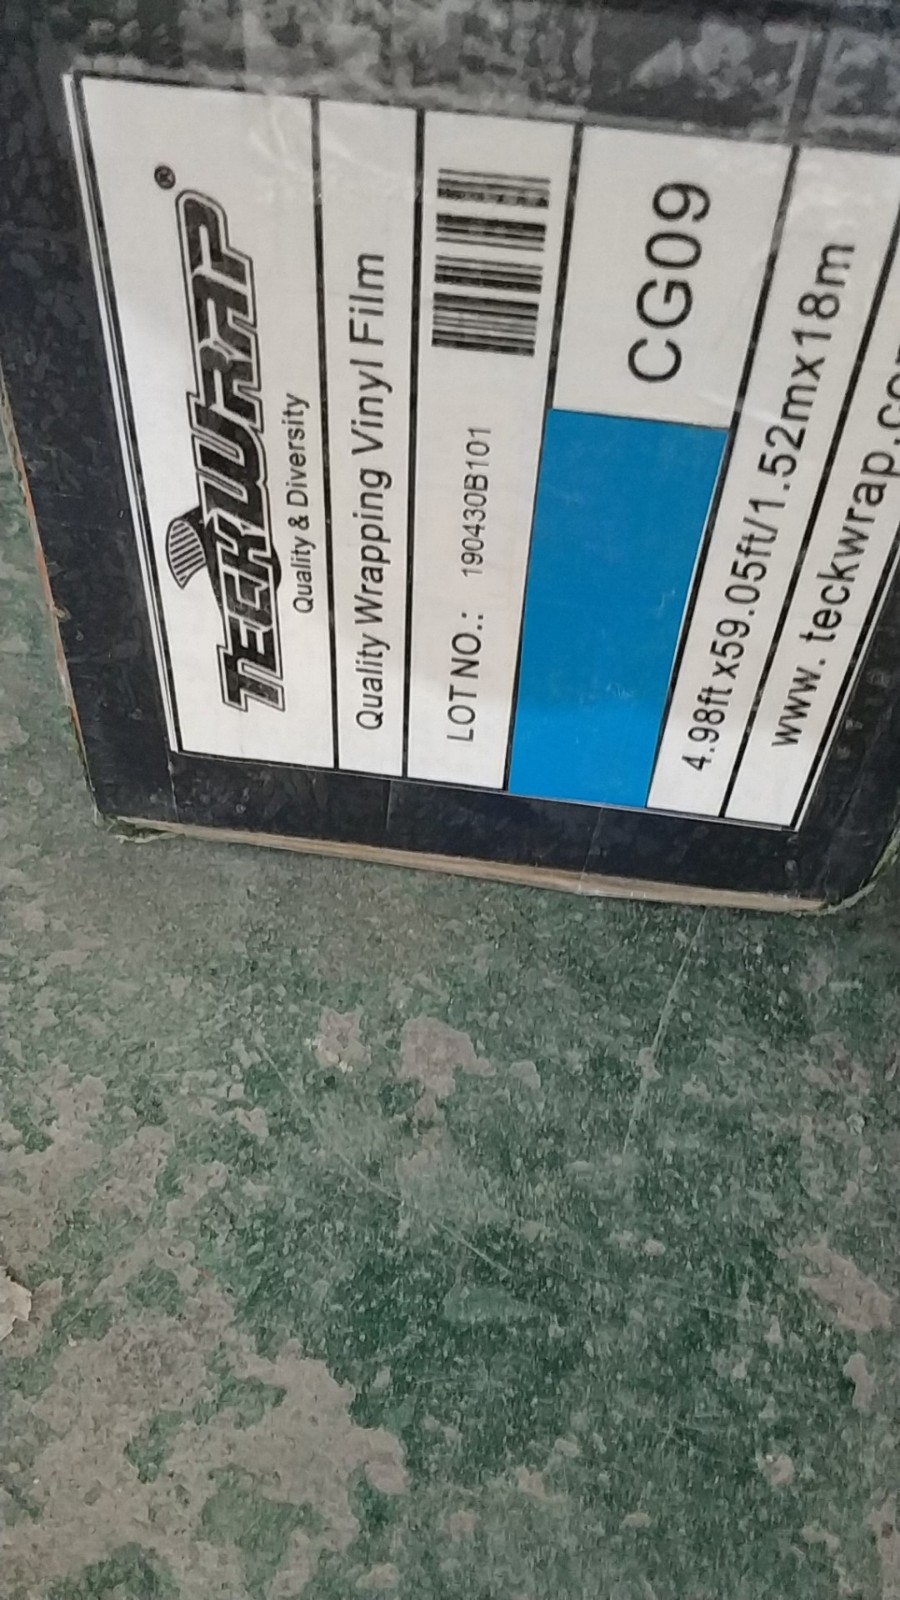 TECKWRAP®
Quality & Diversity
Quality Wrapping Vinyl Film
LOT NO.: 190430B101
CG09
4.98ft x59.05ft/1.52mx18m
www. teckwrap.co